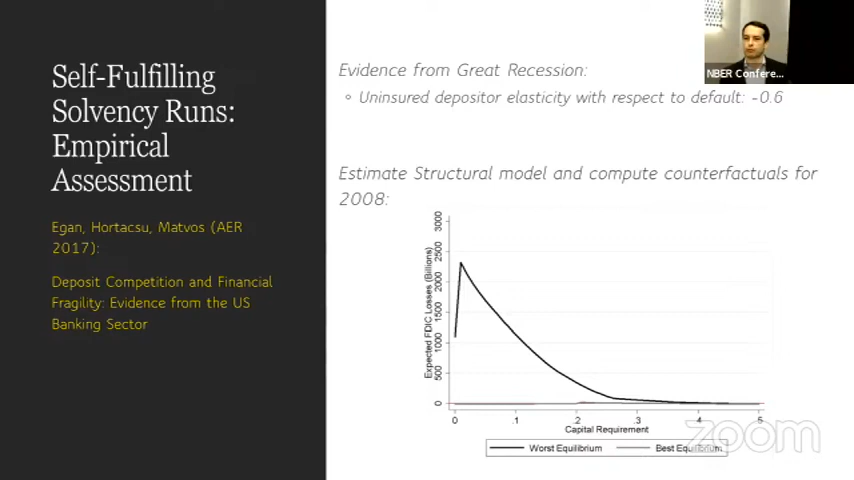 Self-Fulfilling
Solvency Runs:
Empirical
Assessment
Egan, Hortacsu, Matvos (AER
2017):
Deposit Competition and Financial
Fragility: Evidence from the US
Banking Sector
Evidence from Great Recession:
Uninsured depositor elasticity with respect to default: -0.6
Estimate Structural model and compute counterfactuals for
2008:
Expected FDIC Losses (Billions)
3000
2500
2000
1500
1000
500
0
0 .1 .2 .3 .4 .5
Capital Requirement
Worst Equilibrium Best Equilibrium
NBER Confere...
zoom